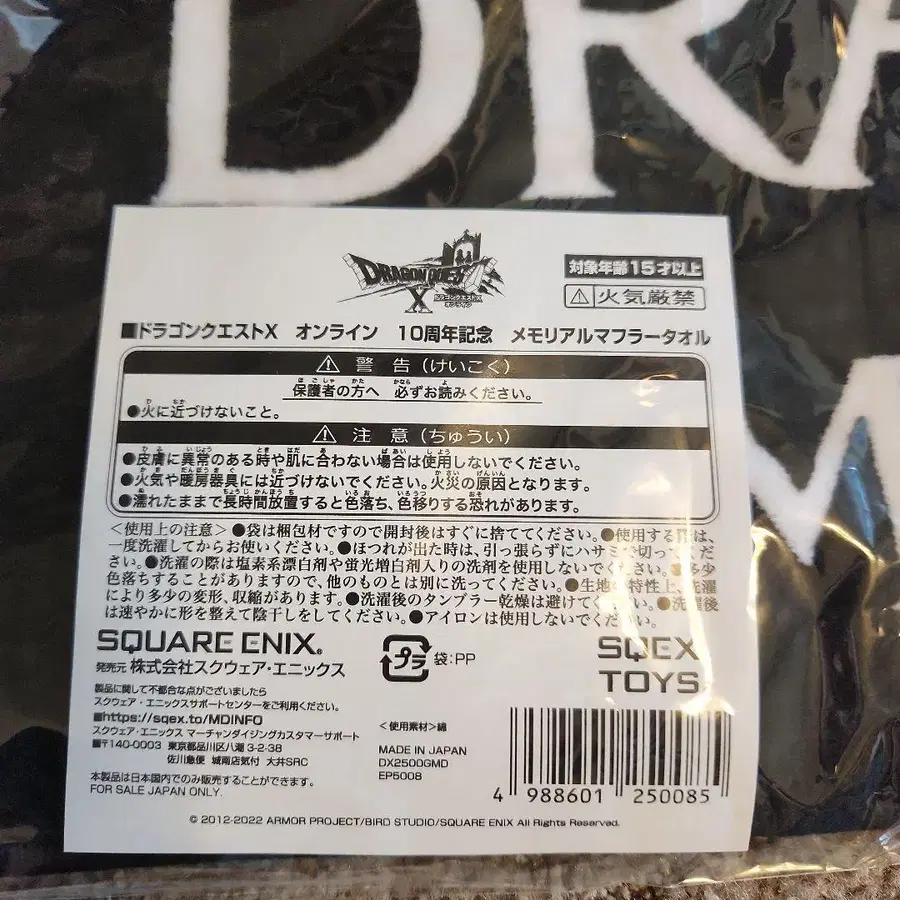 DRA
M
DRAGON QUEST
X
ドラゴンクエスト
オンライン
対象年齢15才以上
火気厳禁
■ドラゴンクエストX オンライン 10周年記念 メモリアルマフラータオル
警告(けいこく)
保護者の方へ 必ずお読みください。
●火に近づけないこと。
注意(ちゅうい)
●皮膚に異常のある時や肌に合わない場合は使用しないでください。
●火気や暖房器具には近づけないでください。火災の原因となります。
●濡れたままで長時間放置すると色落ち、色移りする恐れがあります。
<使用上の注意>●袋は梱包材ですので開封後はすぐに捨ててください。●使用する際は、
一度洗濯してからお使いください。●ほつれが出た時は、引っ張らずにハサミで切ってくだ
さい。●洗濯の際は塩素系漂白剤や蛍光増白剤入りの洗剤を使用しないでください。●多少
色落ちすることがありますので、他のものとは別に洗ってください。●生地の特性上、洗濯
により多少の変形、収縮があります。●洗濯後のタンブラー乾燥は避けてください。●洗濯後
は速やかに形を整えて陰干しをしてください。●アイロンは使用しないでください。
SQUARE ENIX®
発売元 株式会社スクウェア・エニックス
プラ 袋:PP
SQEX
TOYS
製品に関して不都合な点がございましたら
スクウェア・エニックスサポートセンターをご利用ください。
■https://sqex.to/MDINFO
スクウェア・エニックス マーチャンダイジングカスタマーサポート
■〒140-0003 東京都品川区八潮 3-2-38
佐川急便 城南店気付 大井SRC
本製品は日本国内でのみ販売することができます。
FOR SALE JAPAN ONLY.
<使用素材>綿
MADE IN JAPAN
DX2500GMD
EP5008
4 988601 250085
© 2012-2022 ARMOR PROJECT/BIRD STUDIO/SQUARE ENIX All Rights Reserved.